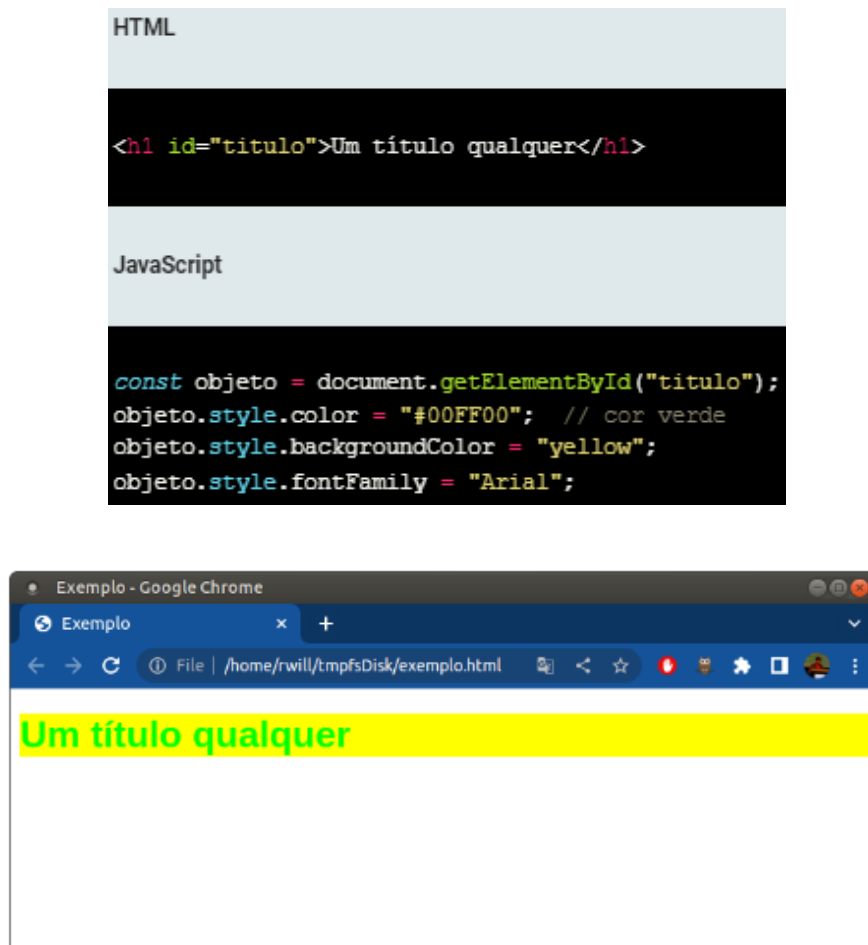 HTML
<h1 id="titulo">Um título qualquer</h1>
JavaScript
const objeto = document.getElementById("titulo");
objeto.style.color = "#00FF00";  // cor verde
objeto.style.backgroundColor = "yellow";
objeto.style.fontFamily = "Arial";
Exemplo - Google Chrome
Exemplo
File | /home/rwill/tmpfsDisk/exemplo.html
Um título qualquer